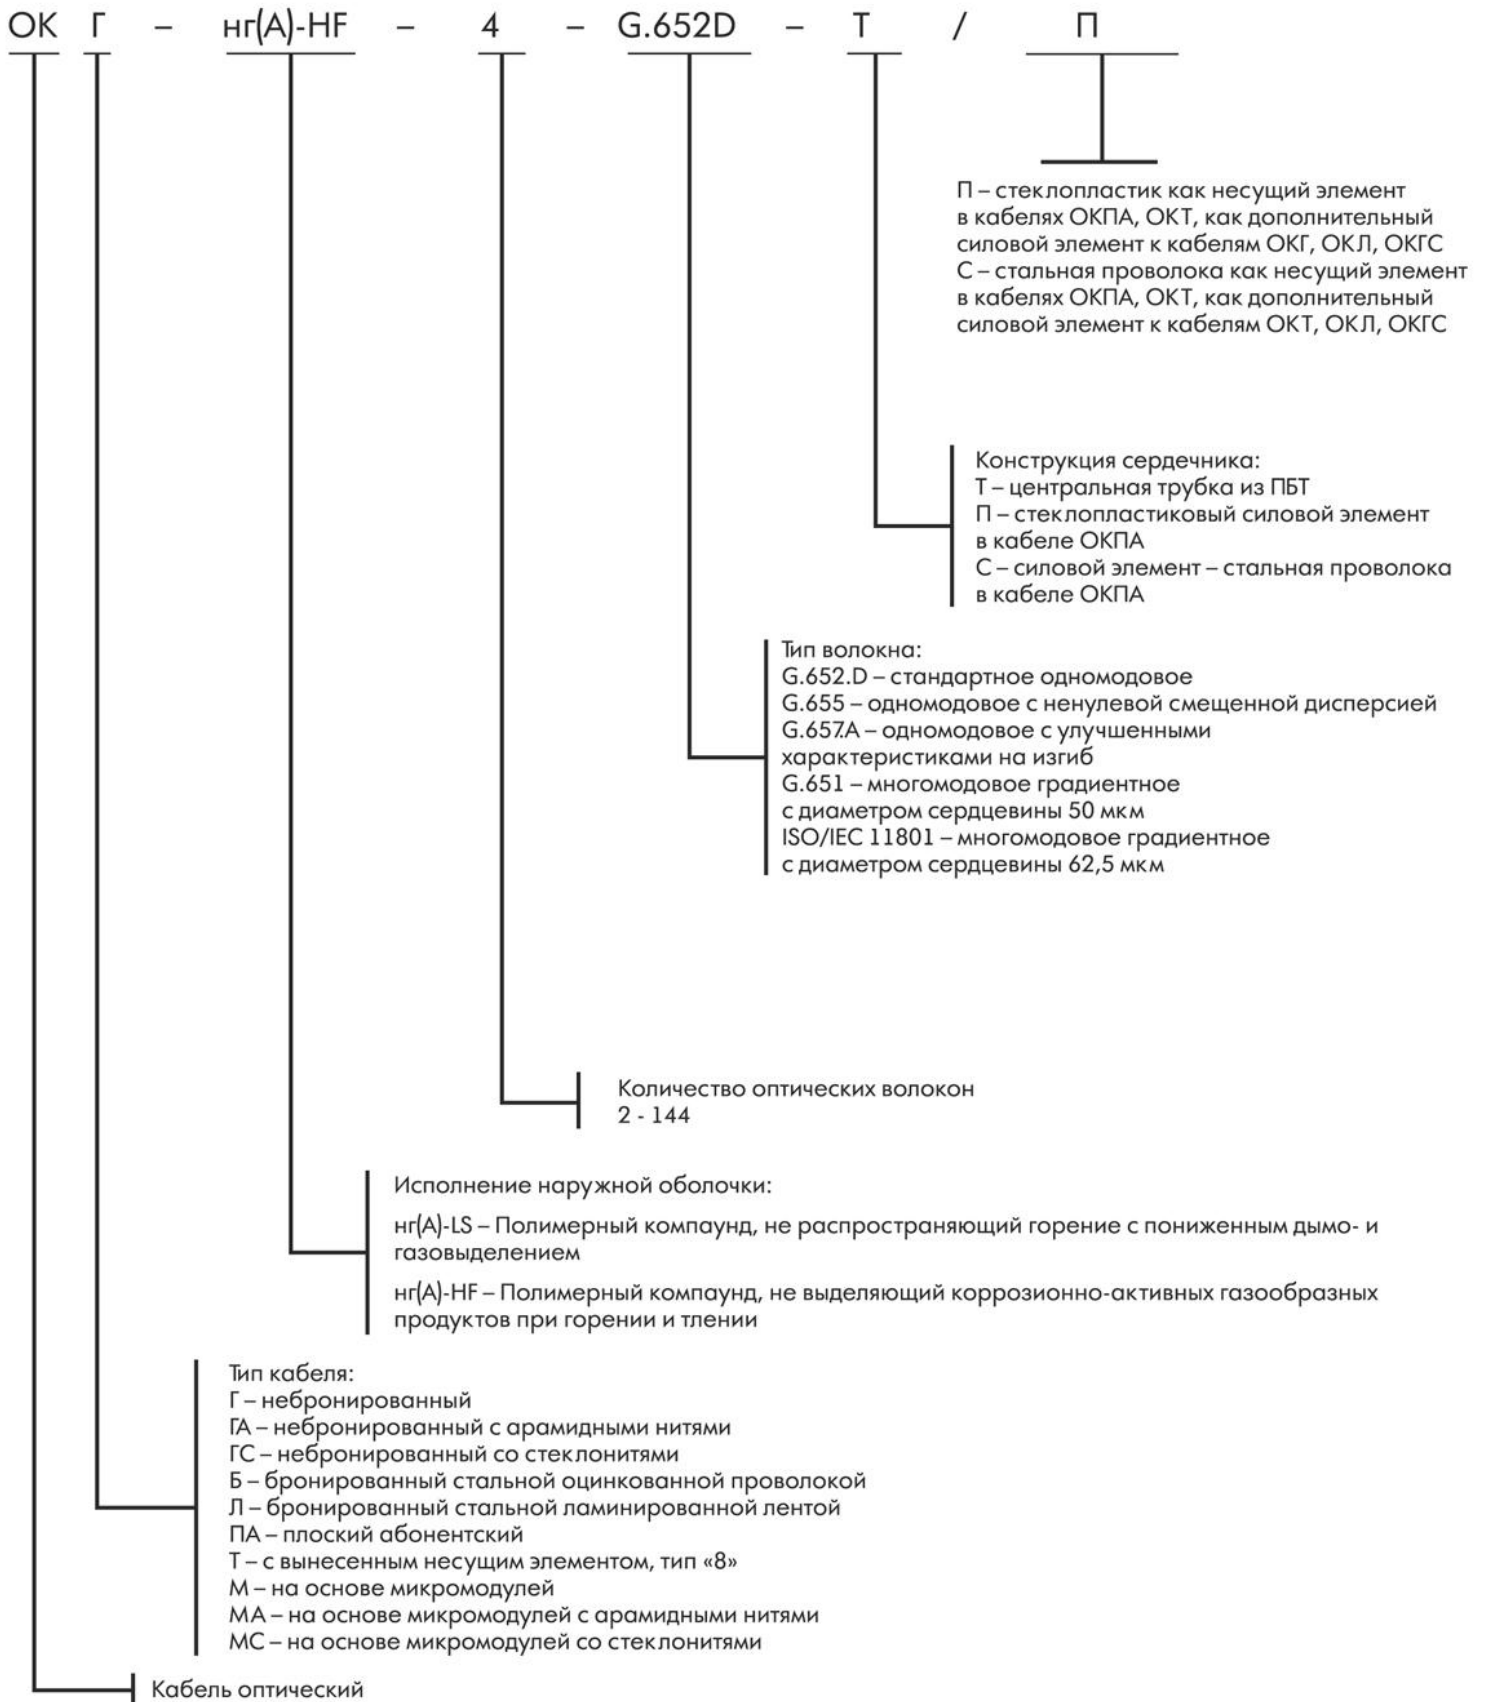 ОК Г – нг(А)-HF – 4 – G.652D – Т / П
П – стеклопластик как несущий элемент
в кабелях ОКПА, ОКТ, как дополнительный
силовой элемент к кабелям ОКГ, ОКЛ, ОКГС
С – стальная проволока как несущий элемент
в кабелях ОКПА, ОКТ, как дополнительный
силовой элемент к кабелям ОКТ, ОКЛ, ОКГС
Конструкция сердечника:
Т – центральная трубка из ПБТ
П – стеклопластиковый силовой элемент
в кабеле ОКПА
С – силовой элемент – стальная проволока
в кабеле ОКПА
Тип волокна:
G.652.D – стандартное одномодовое
G.655 – одномодовое с ненулевой смещенной дисперсией
G.657.A – одномодовое с улучшенными
характеристиками на изгиб
G.651 – многомодовое градиентное
с диаметром сердцевины 50 мкм
ISO/IEC 11801 – многомодовое градиентное
с диаметром сердцевины 62,5 мкм
Количество оптических волокон
2 - 144
Исполнение наружной оболочки:
нг(А)-LS – Полимерный компаунд, не распространяющий горение с пониженным дымо- и
газовыделением
нг(А)-HF – Полимерный компаунд, не выделяющий коррозионно-активных газообразных
продуктов при горении и тлении
Тип кабеля:
Г – небронированный
ГА – небронированный с арамидными нитями
ГС – небронированный со стеклонитями
Б – бронированный стальной оцинкованной проволокой
Л – бронированный стальной ламинированной лентой
ПА – плоский абонентский
Т – с вынесенным несущим элементом, тип «8»
М – на основе микромодулей
МА – на основе микромодулей с арамидными нитями
МС – на основе микромодулей со стеклонитями
Кабель оптический